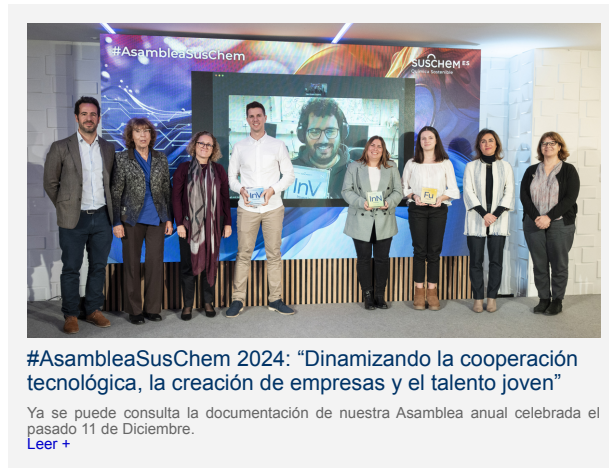 #AsambleaSusChem
SUSCHEM ES
Química Sostenible
InV
InV
InN
Fu
#AsambleaSusChem 2024: “Dinamizando la cooperación
tecnológica, la creación de empresas y el talento joven”
Ya se puede consulta la documentación de nuestra Asamblea anual celebrada el
pasado 11 de Diciembre.
Leer +